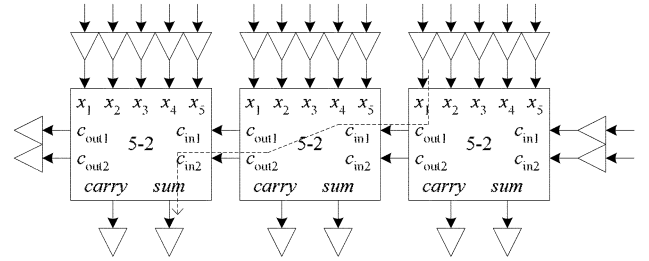 x1 x2 x3 x4 x5 x1 x2 x3 x4 x5 x1 x2 x3 x4 x5
cout1 cin1 cout1 cin1 cout1 cin1
5-2 5-2 5-2
cout2 cin2 cout2 cin2 cout2 cin2
carry sum carry sum carry sum